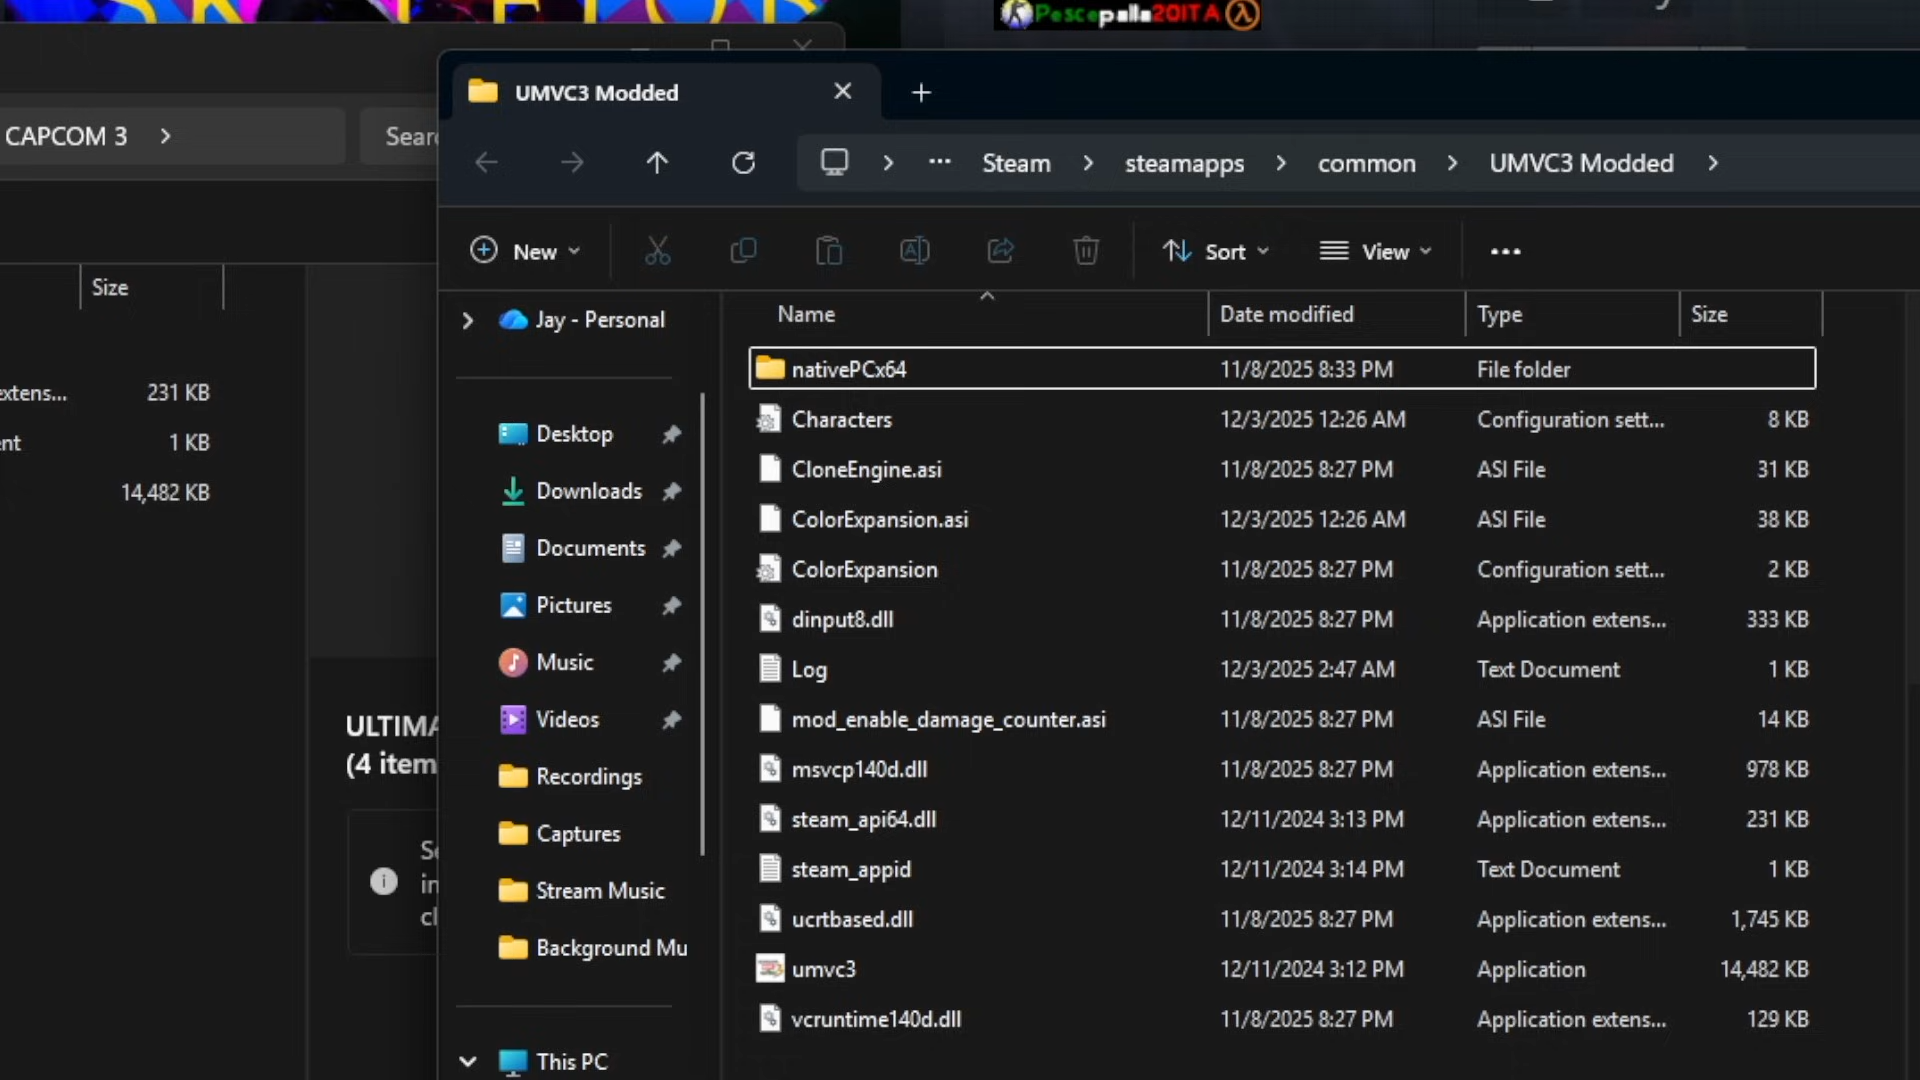 Pescepalla20ITA
UMVC3 Modded
CAPCOM 3
Steam
steamapps
common
UMVC3 Modded
New
Sort
View
Size
231 KB
1 KB
14,482 KB
(4 item
Jay - Personal
Desktop
Downloads
Documents
Pictures
Music
Videos
Recordings
Captures
Stream Music
Background Mu
This PC
Name Date modified Type Size
nativePCx64 11/8/2025 8:33 PM File folder
Characters 12/3/2025 12:26 AM Configuration sett... 8 KB
CloneEngine.asi 11/8/2025 8:27 PM ASI File 31 KB
ColorExpansion.asi 12/3/2025 12:26 AM ASI File 38 KB
ColorExpansion 11/8/2025 8:27 PM Configuration sett... 2 KB
dinput8.dll 11/8/2025 8:27 PM Application extens... 333 KB
Log 12/3/2025 2:47 AM Text Document 1 KB
mod_enable_damage_counter.asi 11/8/2025 8:27 PM ASI File 14 KB
msvcp140d.dll 11/8/2025 8:27 PM Application extens... 978 KB
steam_api64.dll 12/11/2024 3:13 PM Application extens... 231 KB
steam_appid 12/11/2024 3:14 PM Text Document 1 KB
ucrtbased.dll 11/8/2025 8:27 PM Application extens... 1,745 KB
umvc3 12/11/2024 3:12 PM Application 14,482 KB
vcruntime140d.dll 11/8/2025 8:27 PM Application extens... 129 KB